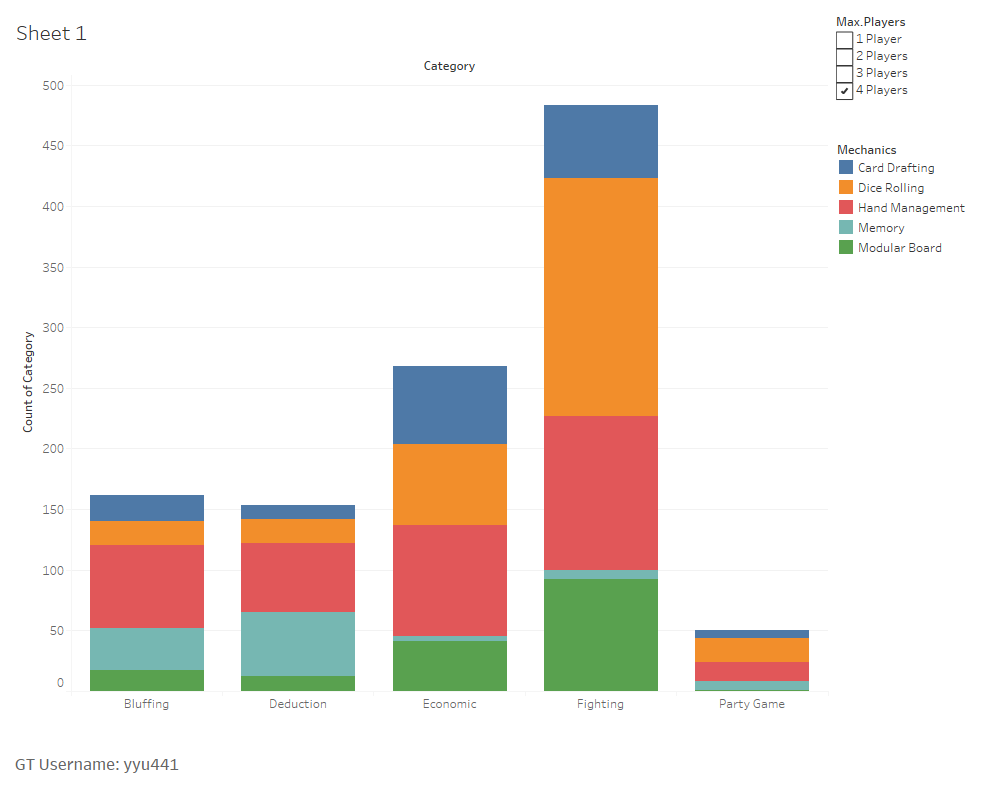 Sheet 1
Max.Players
1 Player
2 Players
3 Players
4 Players
Category
500
450
400
350
300
250
200
150
100
50
0
Count of Category
Bluffing
Deduction
Economic
Fighting
Party Game
Mechanics
Card Drafting
Dice Rolling
Hand Management
Memory
Modular Board
GT Username: yyu441